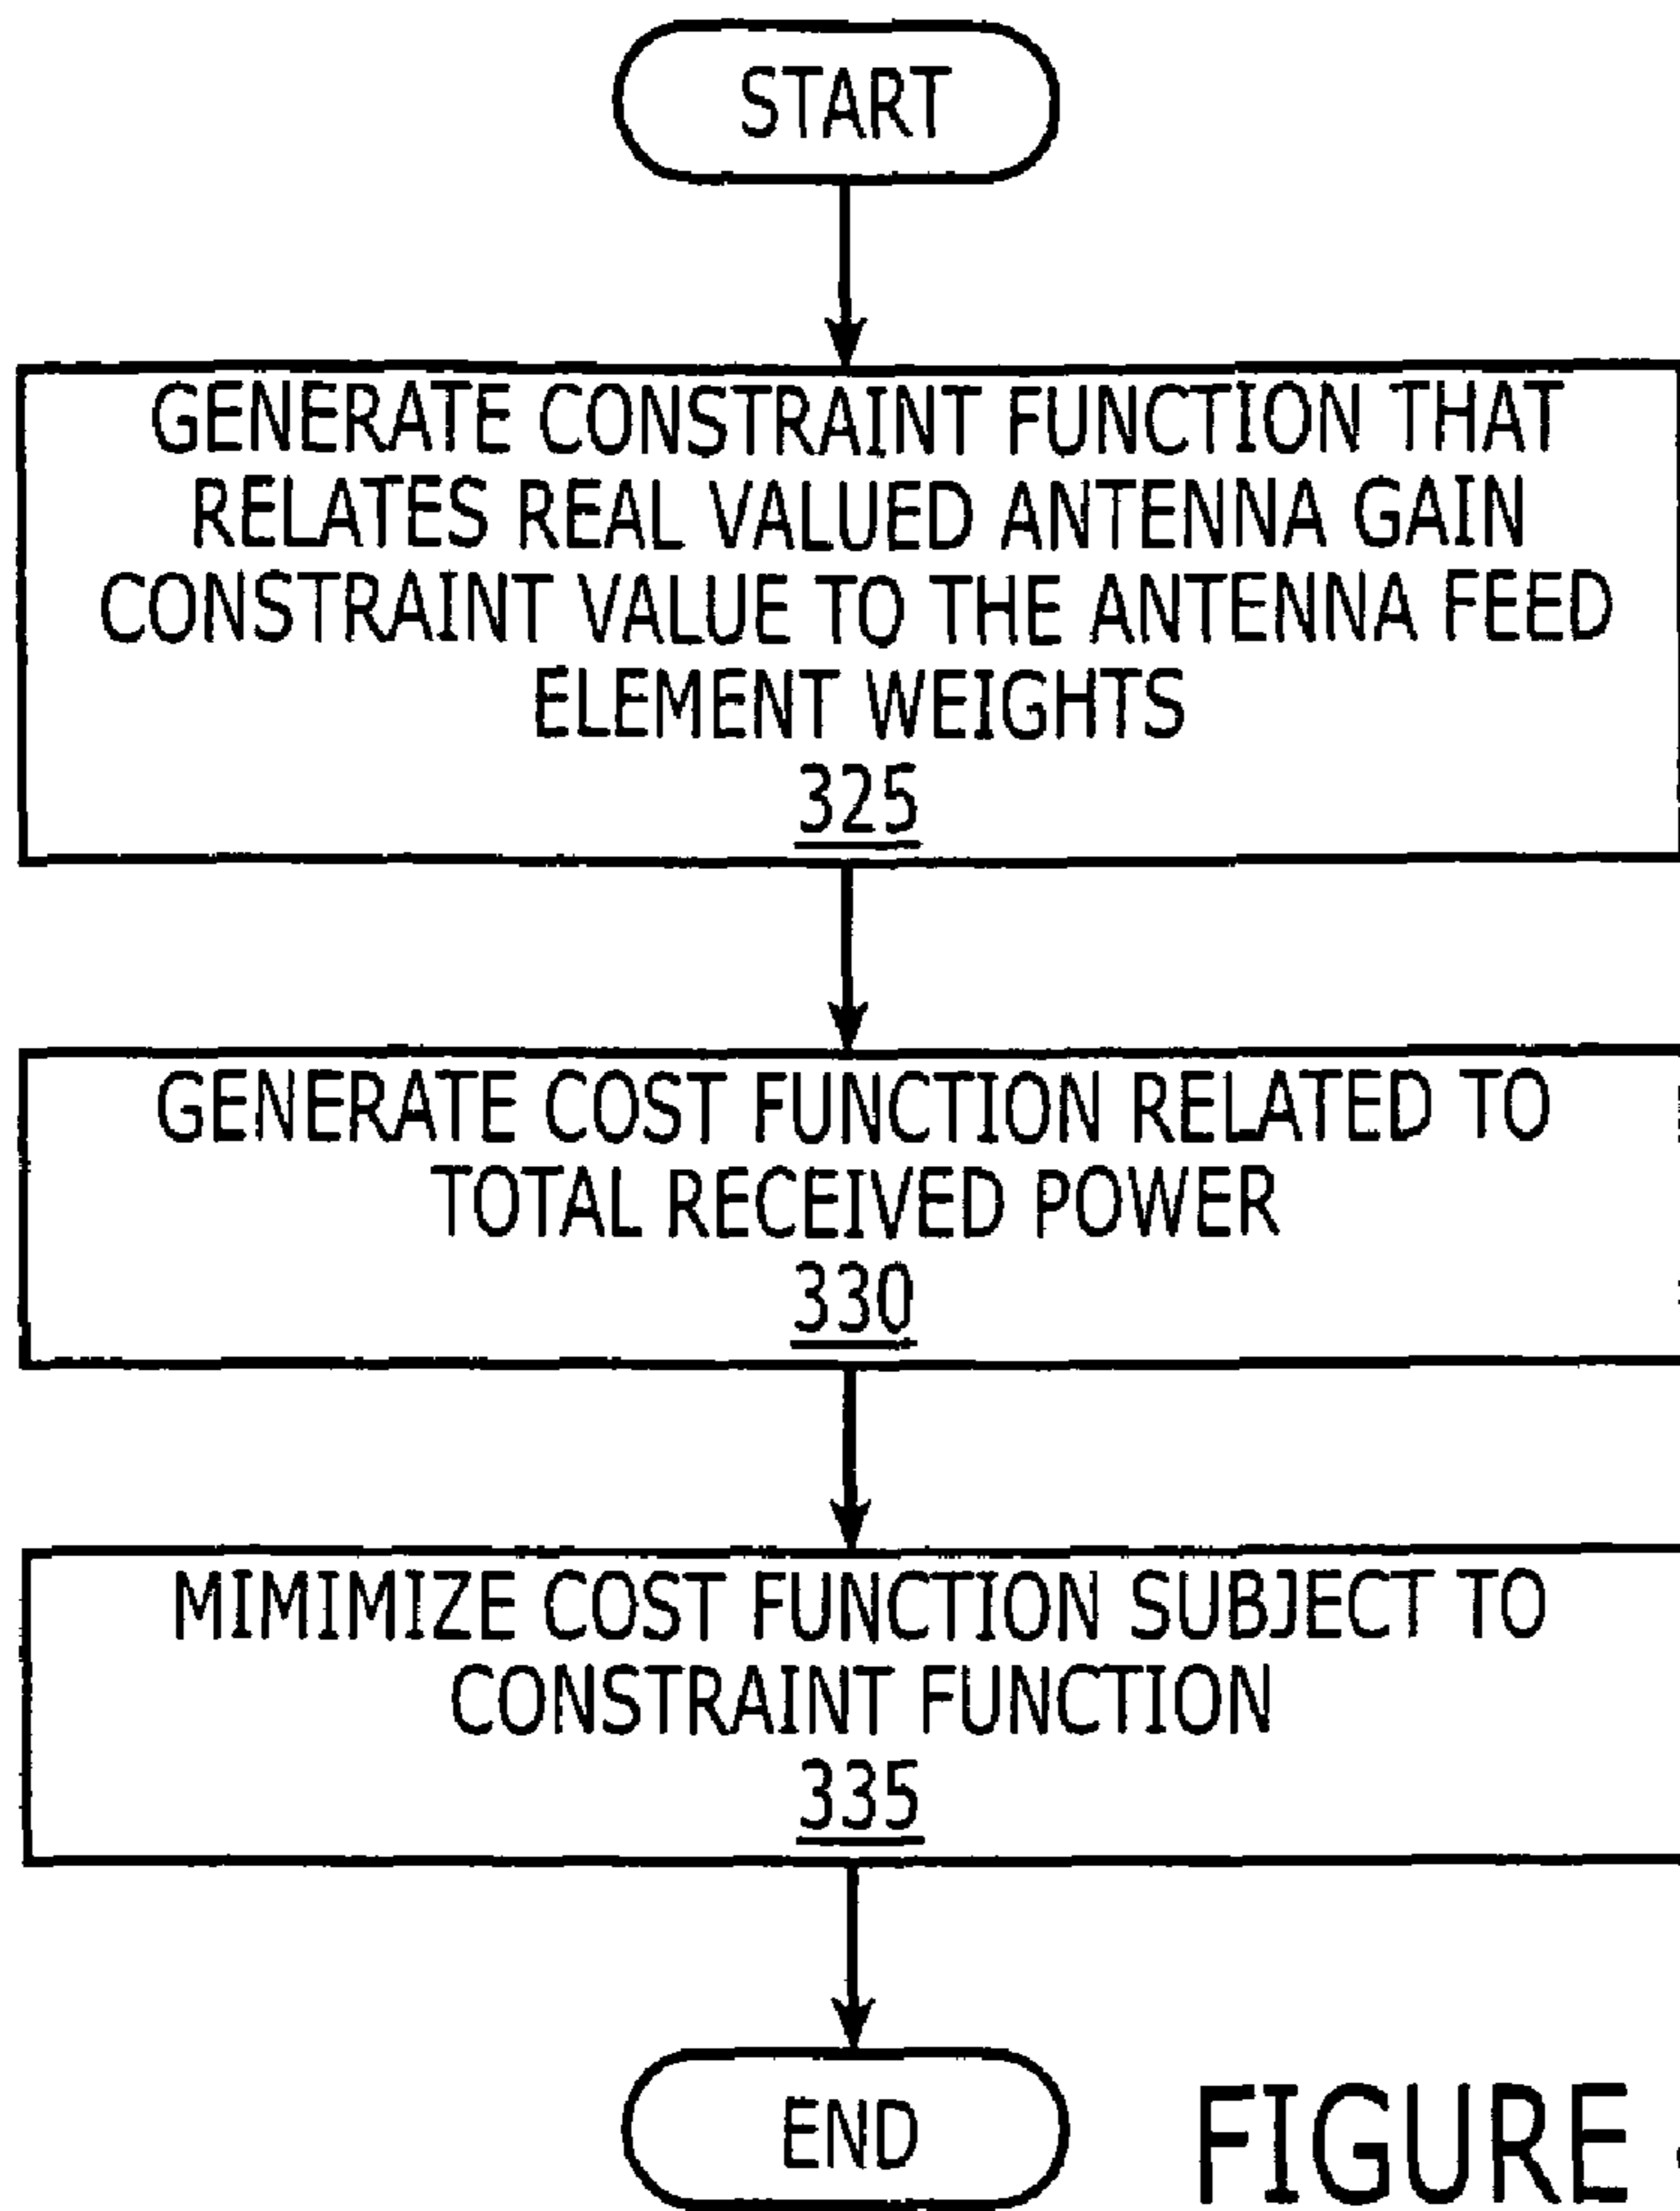 START
GENERATE CONSTRAINT FUNCTION THAT
RELATES REAL VALUED ANTENNA GAIN
CONSTRAINT VALUE TO THE ANTENNA FEED
ELEMENT WEIGHTS
325
GENERATE COST FUNCTION RELATED TO
TOTAL RECEIVED POWER
330
MIMIMIZE COST FUNCTION SUBJECT TO
CONSTRAINT FUNCTION
335
END
FIGURE